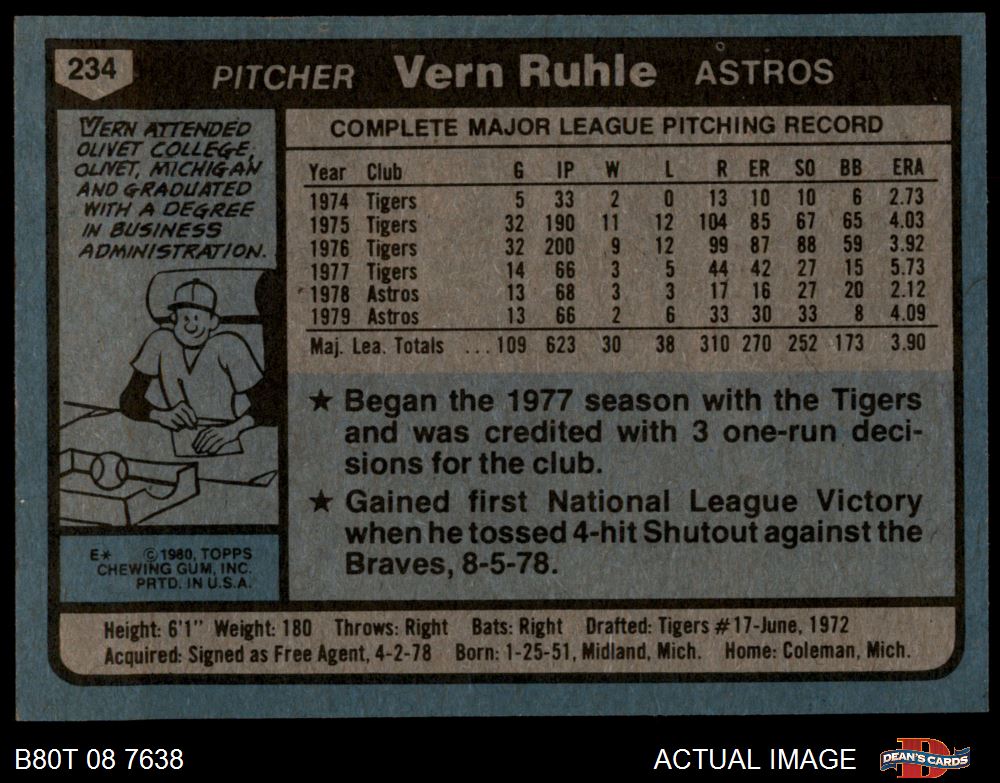 234
PITCHER Vern Ruhle ASTROS
VERN ATTENDED
OLIVET COLLEGE,
OLIVET, MICHIGAN
AND GRADUATED
WITH A DEGREE
IN BUSINESS
ADMINISTRATION.
COMPLETE MAJOR LEAGUE PITCHING RECORD
Year Club G IP W L R ER SO BB ERA
1974 Tigers 5 33 2 0 13 10 10 6 2.73
1975 Tigers 32 190 11 12 104 85 67 65 4.03
1976 Tigers 32 200 9 12 99 87 88 59 3.92
1977 Tigers 14 66 3 5 44 42 27 15 5.73
1978 Astros 13 68 3 3 17 16 27 20 2.12
1979 Astros 13 66 2 6 33 30 33 8 4.09
Maj. Lea. Totals ...109 623 30 38 310 270 252 173 3.90
★ Began the 1977 season with the Tigers
and was credited with 3 one-run deci-
sions for the club.
★ Gained first National League Victory
when he tossed 4-hit Shutout against the
Braves, 8-5-78.
E* © 1980, TOPPS
CHEWING GUM, INC.
PRTD. IN U.S.A.
Height: 6'1" Weight: 180 Throws: Right Bats: Right Drafted: Tigers #17-June, 1972
Acquired: Signed as Free Agent, 4-2-78 Born: 1-25-51, Midland, Mich. Home: Coleman, Mich.
B80T 08 7638
ACTUAL IMAGE
DEAN'S CARDS